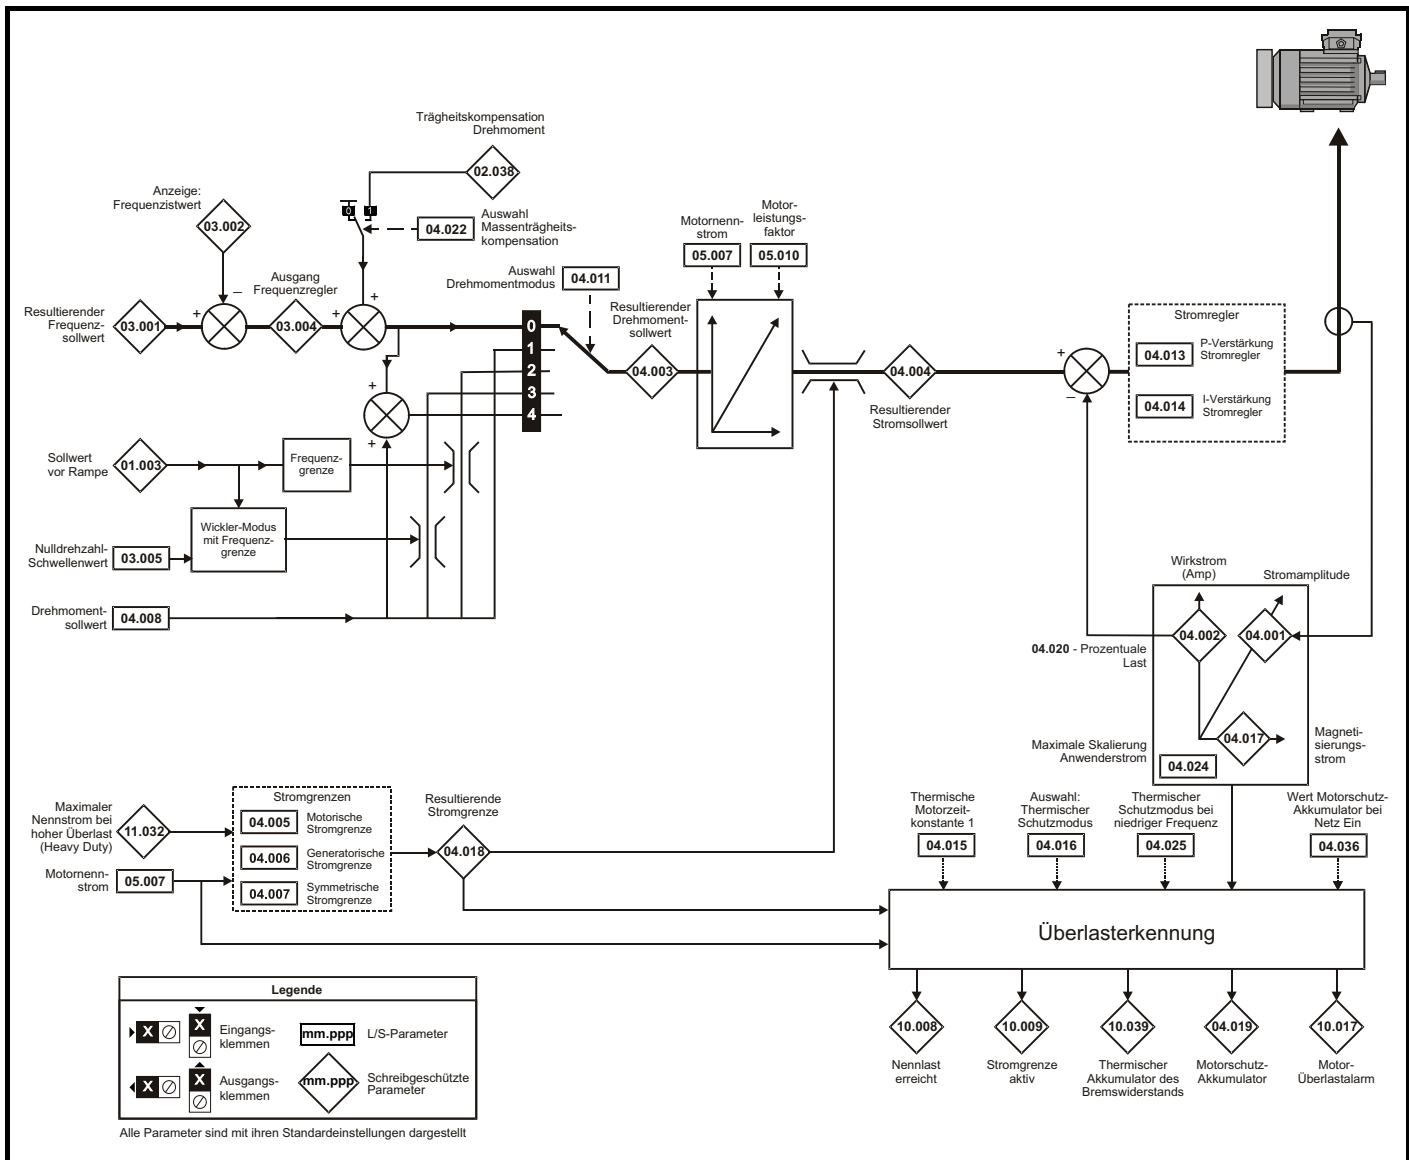 Trägheitskompensation
Drehmoment
02.038
Anzeige:
Frequenzistwert
03.002
0 1
04.022
Auswahl
Massenträgheits-
kompensation
Motornenn-
strom
05.007
Motor-
leistungs-
faktor
05.010
Auswahl
Drehmomentmodus
04.011
Resultierender
Frequenz-
sollwert
03.001
+
–
Ausgang
Frequenzregler
03.004
+
+
0
1
2
3
4
Resultierender
Drehmoment-
sollwert
04.003
04.004
Resultierender
Stromsollwert
+
–
Stromregler
04.013
P-Verstärkung
Stromregler
04.014
I-Verstärkung
Stromregler
+
+
Sollwert
vor Rampe
01.003
Frequenz-
grenze
Wickler-Modus
mit Frequenz-
grenze
Nulldrehzahl-
Schwellenwert
03.005
Drehmoment-
sollwert
04.008
Wirkstrom
(Amp)
Stromamplitude
04.002
04.001
04.020 - Prozentuale
Last
04.017
Magneti-
sierungs-
strom
Maximale Skalierung
Anwenderstrom
04.024
Maximaler
Nennstrom bei
hoher Überlast
(Heavy Duty)
11.032
Motornenn-
strom
05.007
Stromgrenzen
04.005
Motorische
Stromgrenze
04.006
Generatorische
Stromgrenze
04.007
Symmetrische
Stromgrenze
Resultierende
Stromgrenze
04.018
Thermische
Motorzeit-
konstante 1
04.015
Auswahl:
Thermischer
Schutzmodus
04.016
Thermischer
Schutzmodus bei
niedriger Frequenz
04.025
Wert Motorschutz-
Akkumulator bei
Netz Ein
04.036
Überlasterkennung
10.008
Nennlast
erreicht
10.009
Stromgrenze
aktiv
10.039
Thermischer
Akkumulator des
Bremswiderstands
04.019
Motorschutz-
Akkumulator
10.017
Motor-
Überlastalarm
Legende
X
X
Eingangs-
klemmen
mm.ppp
L/S-Parameter
X
X
Ausgangs-
klemmen
mm.ppp
Schreibgeschützte
Parameter
Alle Parameter sind mit ihren Standardeinstellungen dargestellt